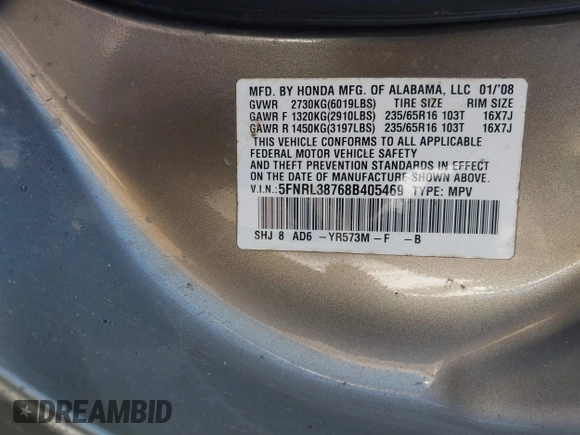 MFD. BY HONDA MFG. OF ALABAMA, LLC 01/'08
GVWR 2730KG(6019LBS) TIRE SIZE RIM SIZE
GAWR F 1320KG(2910LBS) 235/65R16 103T 16X7J
GAWR R 1450KG(3197LBS) 235/65R16 103T 16X7J
THIS VEHICLE CONFORMS TO ALL APPLICABLE
FEDERAL MOTOR VEHICLE SAFETY
AND THEFT PREVENTION STANDARDS IN EFFECT
ON THE DATE OF MANUFACTURE SHOWN ABOVE.
V.I.N.:5FNRL38768B405469 TYPE: MPV
SHJ 8 AD6 -YR573M-F -B
DREAMBID